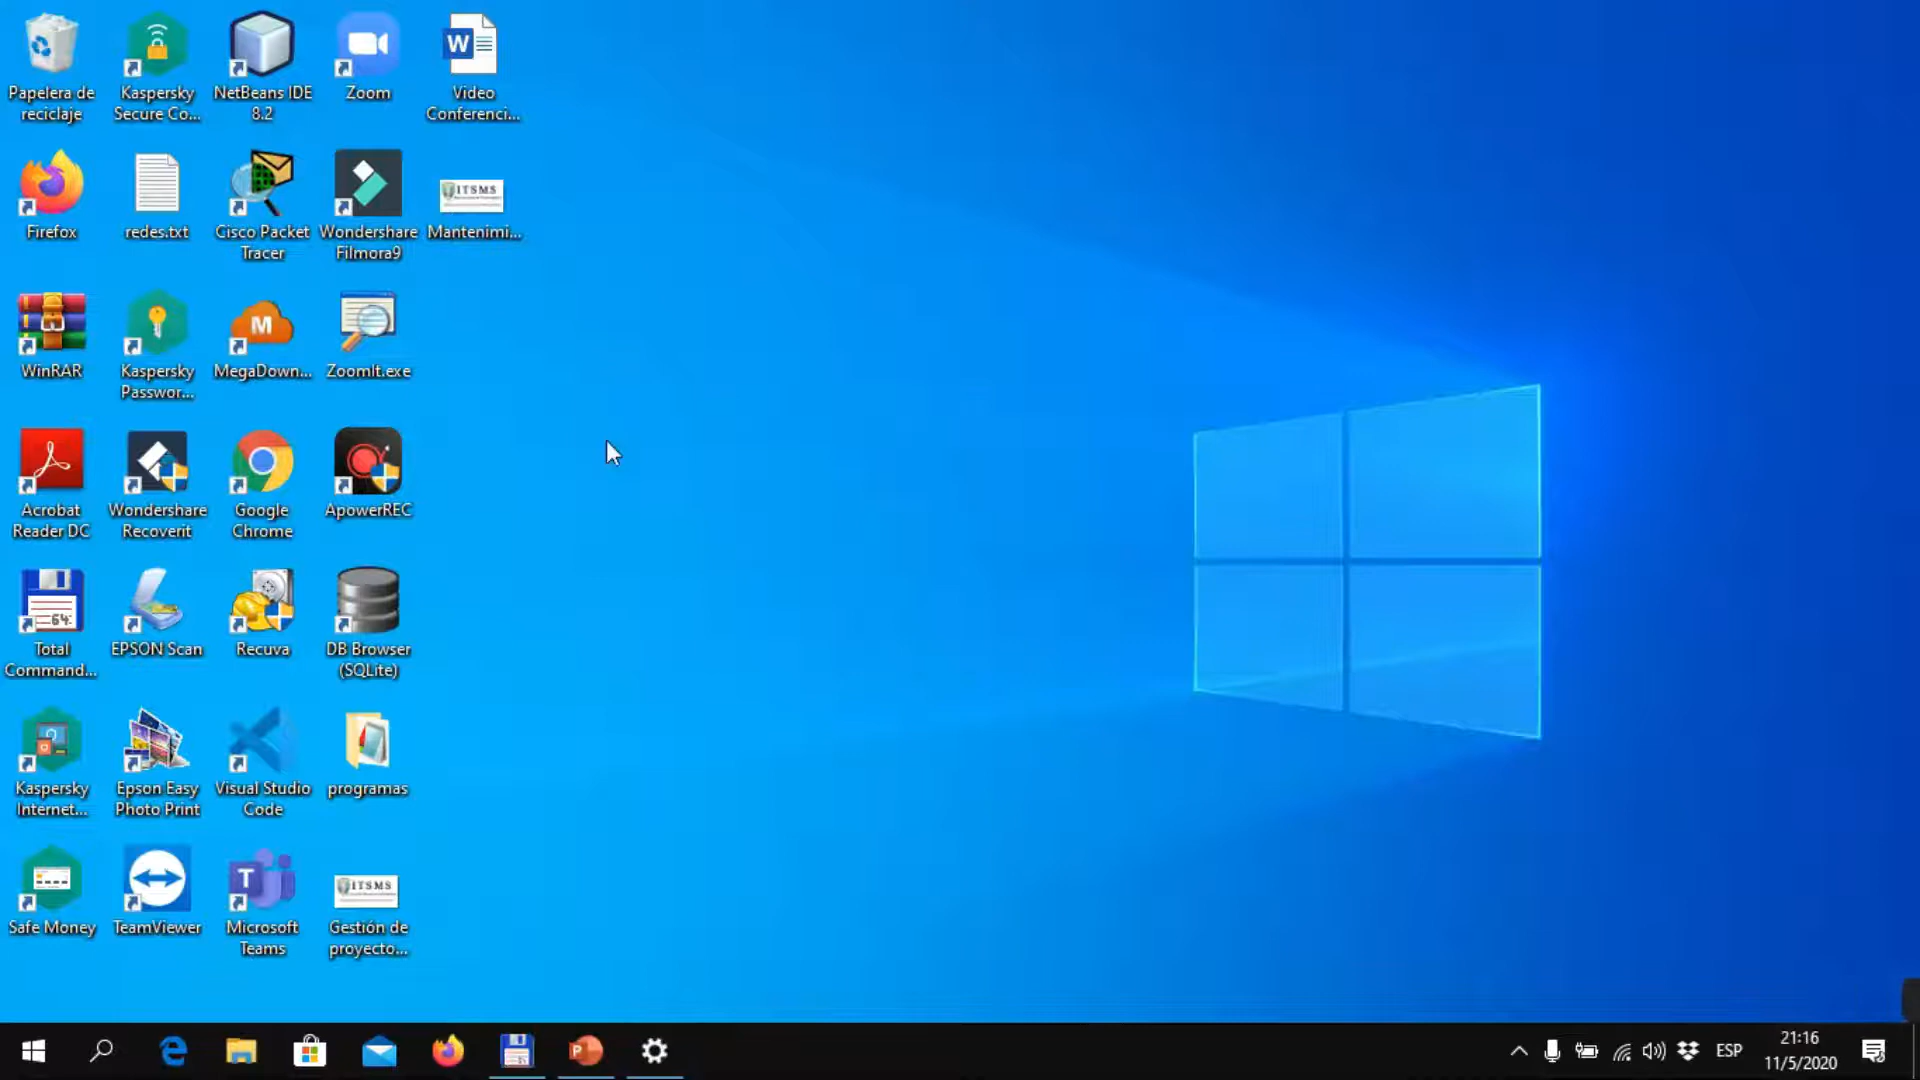 Papelera de
reciclaje
Kaspersky
Secure Co...
NetBeans IDE
8.2
Zoom
W
Video
Conferenci...
Firefox
redes.txt
Cisco Packet
Tracer
Wondershare
Filmora9
ITSMS
Mantenimi...
WinRAR
Kaspersky
Passwor...
M
MegaDown...
ZoomIt.exe
Acrobat
Reader DC
Wondershare
Recoverit
Google
Chrome
ApowerREC
64
Total
Command...
EPSON Scan
Recuva
DB Browser
(SQLite)
Kaspersky
Internet...
Epson Easy
Photo Print
Visual Studio
Code
programas
Safe Money
TeamViewer
T
Microsoft
Teams
ITSMS
Gestión de
proyecto...
P
ESP
21:16
11/5/2020